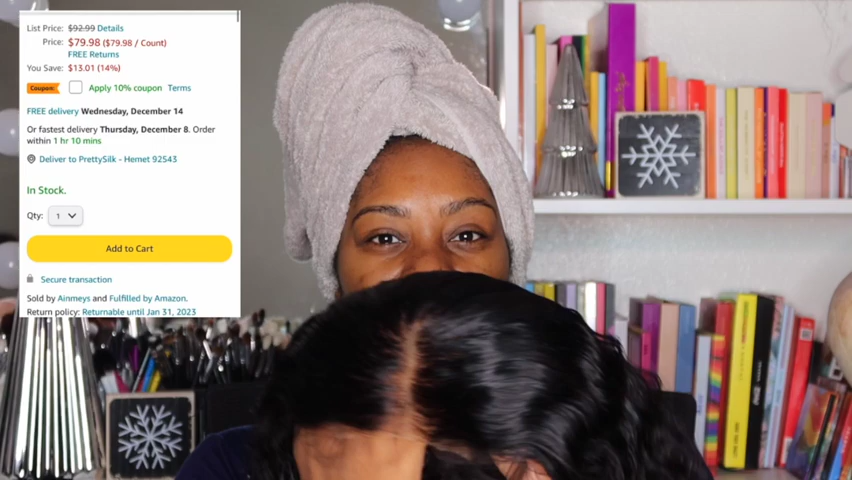 List Price: $92.99 Details
Price: $79.98 ($79.98 / Count)
FREE Returns
You Save: $13.01 (14%)
Coupon: Apply 10% coupon Terms
FREE delivery Wednesday, December 14
Or fastest delivery Thursday, December 8. Order
within 1 hr 10 mins
Deliver to PrettySilk - Hemet 92543
In Stock.
Qty: 1
Add to Cart
Secure transaction
Sold by Ainmeys and Fulfilled by Amazon.
Return policy: Returnable until Jan 31, 2023